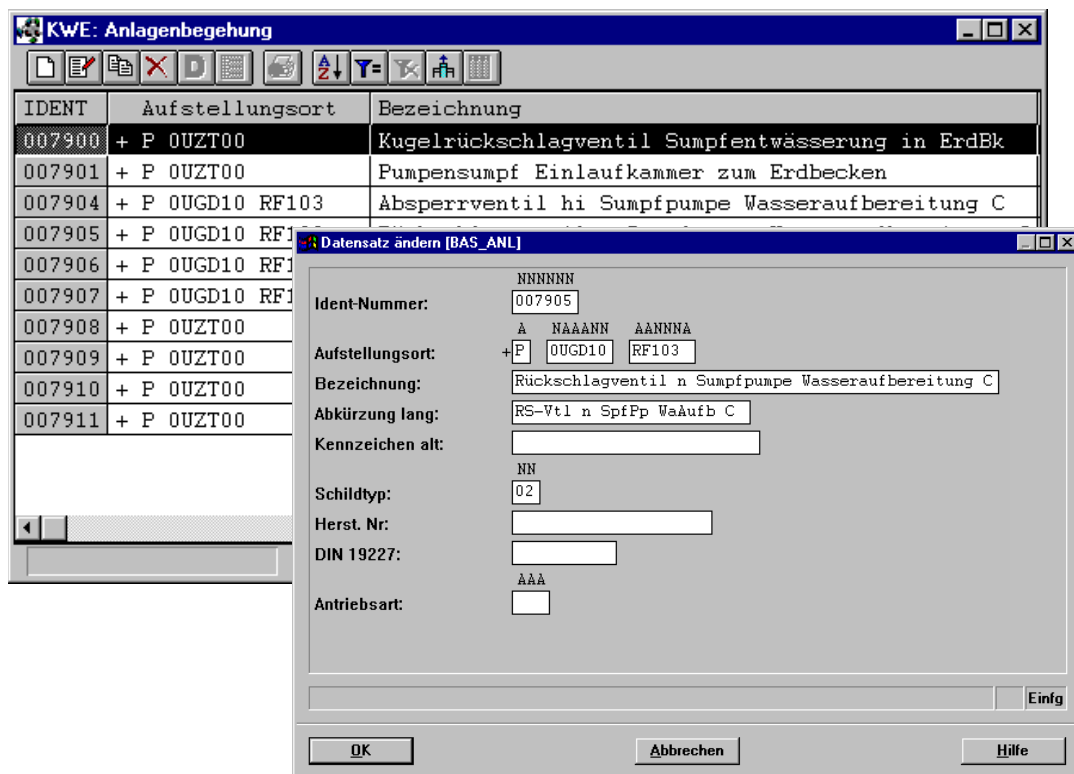 KWE: Anlagenbegehung
D A Z
IDENT Aufstellungsort Bezeichnung
007900 + P 0UZT00 Kugelrückschlagventil Sumpfentwässerung in ErdBk
007901 + P 0UZT00 Pumpensumpf Einlaufkammer zum Erdbecken
007904 + P 0UGD10 RF103 Absperrventil hi Sumpfpumpe Wasseraufbereitung C
007905 + P 0UGD10
007906 + P 0UGD10 RF1
007907 + P 0UGD10 RF1
007908 + P 0UZT00
007909 + P 0UZT00
007910 + P 0UZT00
007911 + P 0UZT00
Datensatz ändern [BAS_ANL]
NNNNNN
Ident-Nummer: 007905
A NAAANN AANNNA
Aufstellungsort: +P 0UGD10 RF103
Bezeichnung: Rückschlagventil n Sumpfpumpe Wasseraufbereitung C
Abkürzung lang: RS-Vtl n SpfPp WaAufb C
Kennzeichen alt:
NN
Schildtyp: 02
Herst. Nr:
DIN 19227:
AAA
Antriebsart:
Einfg
OK Abbrechen Hilfe